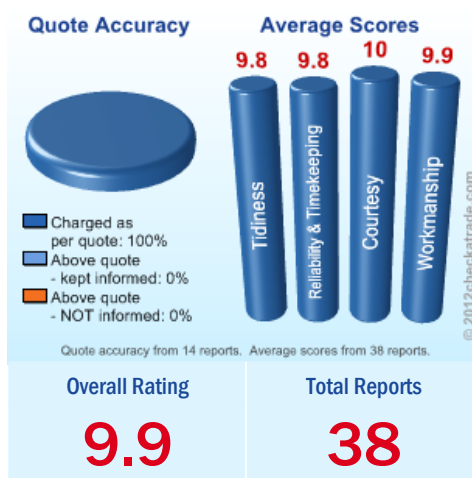 Quote Accuracy
Average Scores
9.8
9.8
10
9.9
Tidiness
Reliability & Timekeeping
Courtesy
Workmanship
Charged as
per quote: 100%
Above quote
- kept informed: 0%
Above quote
- NOT informed: 0%
© 2012checkatrade.com
Quote accuracy from 14 reports. Average scores from 38 reports.
Overall Rating
9.9
Total Reports
38